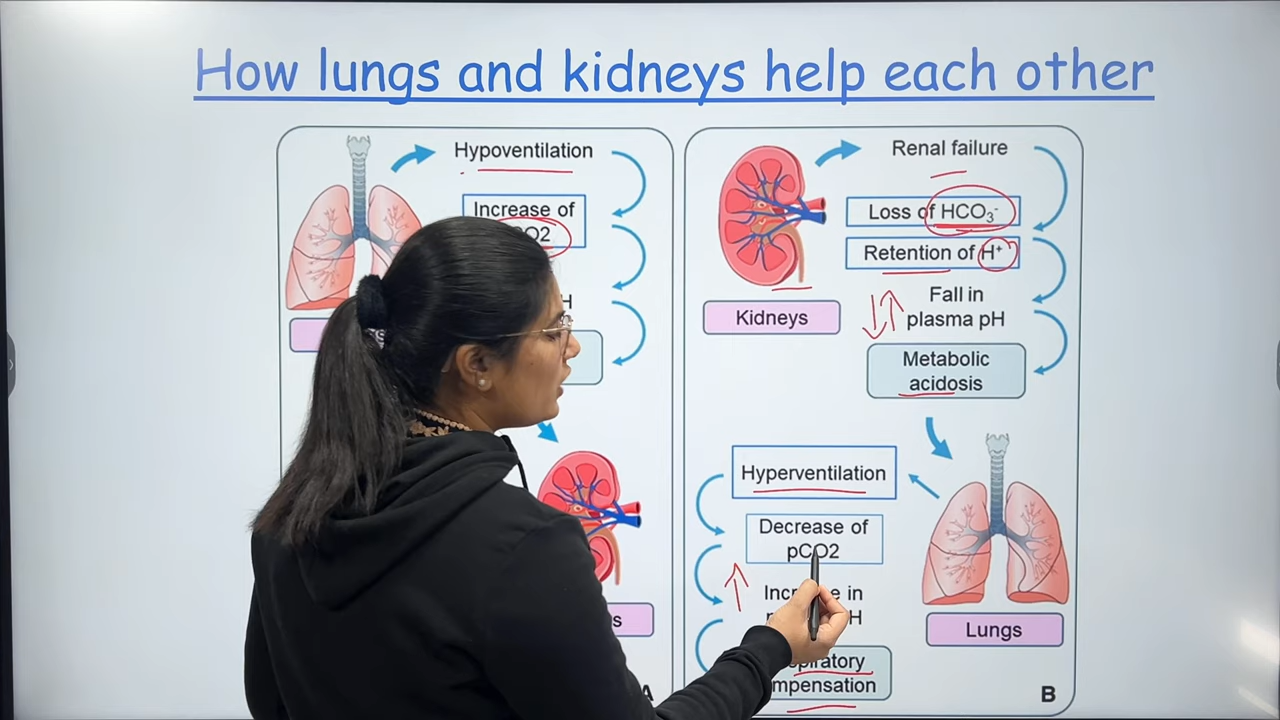 How lungs and kidneys help each other
Hypoventilation
Increase of
Renal failure
Loss of HCO₃⁻
Retention of H⁺
Fall in
plasma pH
Kidneys
Metabolic
acidosis
Hyperventilation
Decrease of
pCO2
in
H
Lungs
B
A